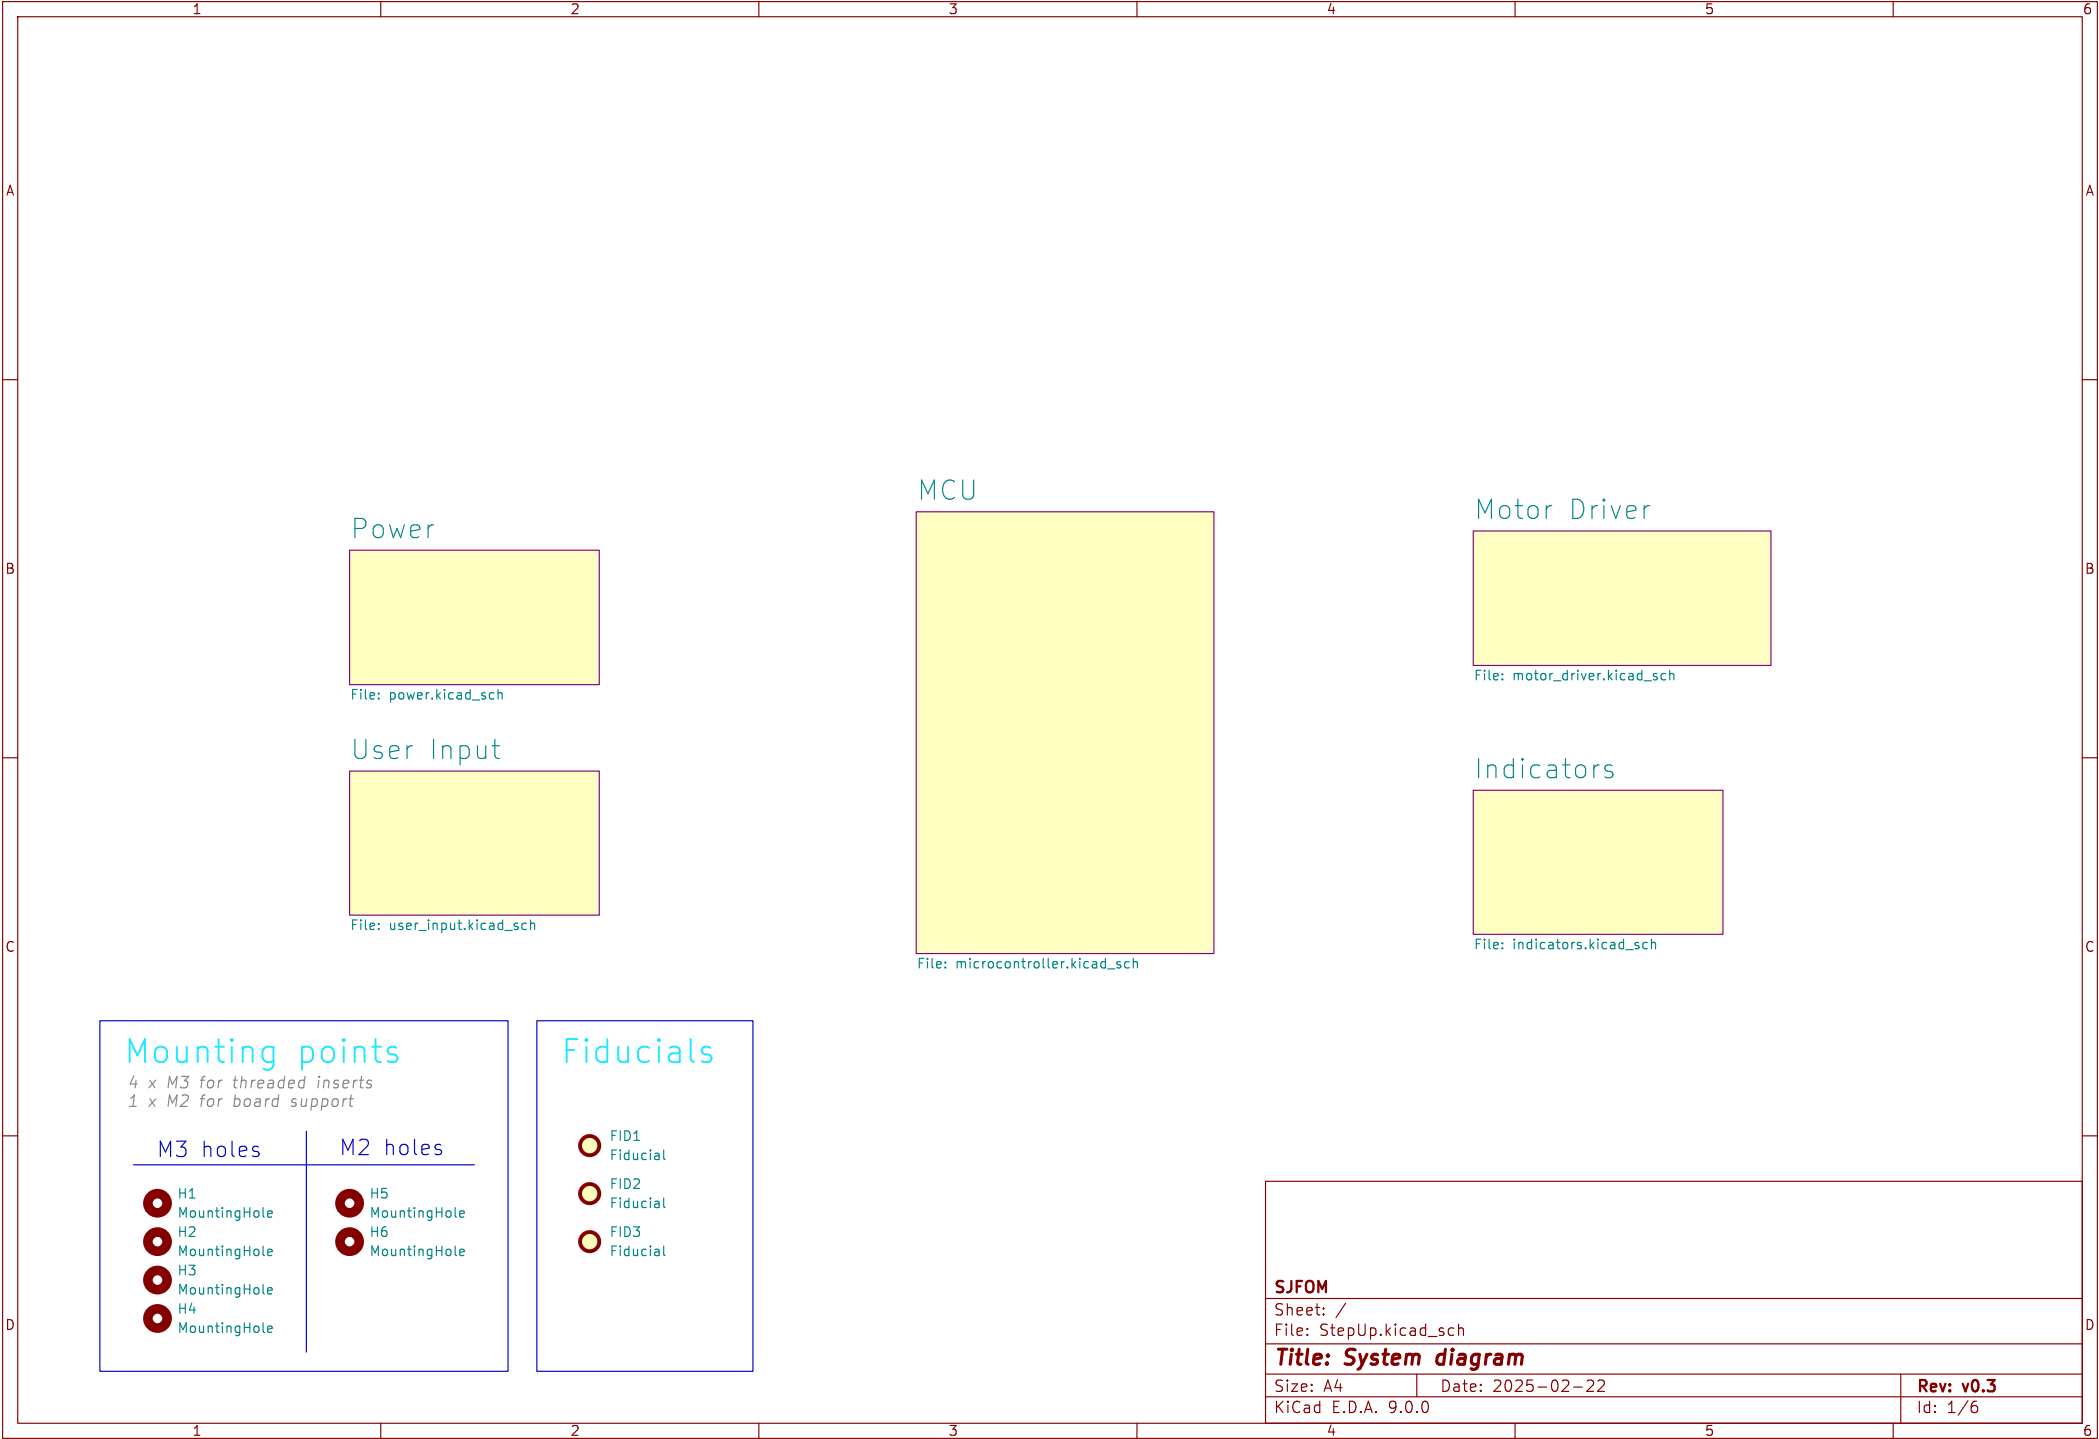 1 2 3 4 5 6
A A
MCU
Motor Driver
Power
B B
File: motor_driver.kicad_sch
File: power.kicad_sch
User Input
Indicators
File: user_input.kicad_sch
C C
File: indicators.kicad_sch
File: microcontroller.kicad_sch
Mounting points
4 x M3 for threaded inserts
1 x M2 for board support
M3 holes
M2 holes
H1
MountingHole
H2
MountingHole
H3
MountingHole
H4
MountingHole
H5
MountingHole
H6
MountingHole
Fiducials
FID1
Fiducial
FID2
Fiducial
FID3
Fiducial
SJFOM
Sheet: /
File: StepUp.kicad_sch
D D
Title: System diagram
Size: A4 Date: 2025-02-22 Rev: v0.3
KiCad E.D.A. 9.0.0 Id: 1/6
1 2 3 4 5 6